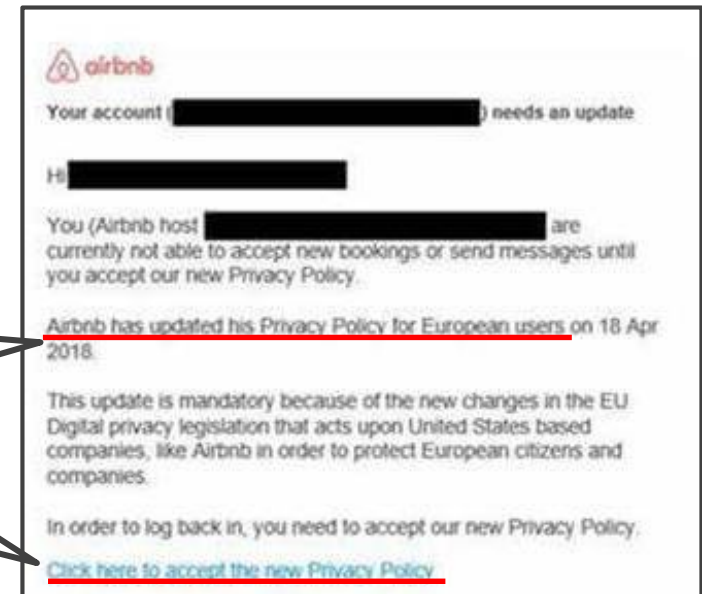 airbnb
Your account ( ) needs an update
Hi
You (Airbnb host are
currently not able to accept new bookings or send messages until
you accept our new Privacy Policy.
Airbnb has updated his Privacy Policy for European users on 18 Apr
2018.
This update is mandatory because of the new changes in the EU
Digital privacy legislation that acts upon United States based
companies, like Airbnb in order to protect European citizens and
companies.
In order to log back in, you need to accept our new Privacy Policy.
Click here to accept the new Privacy Policy